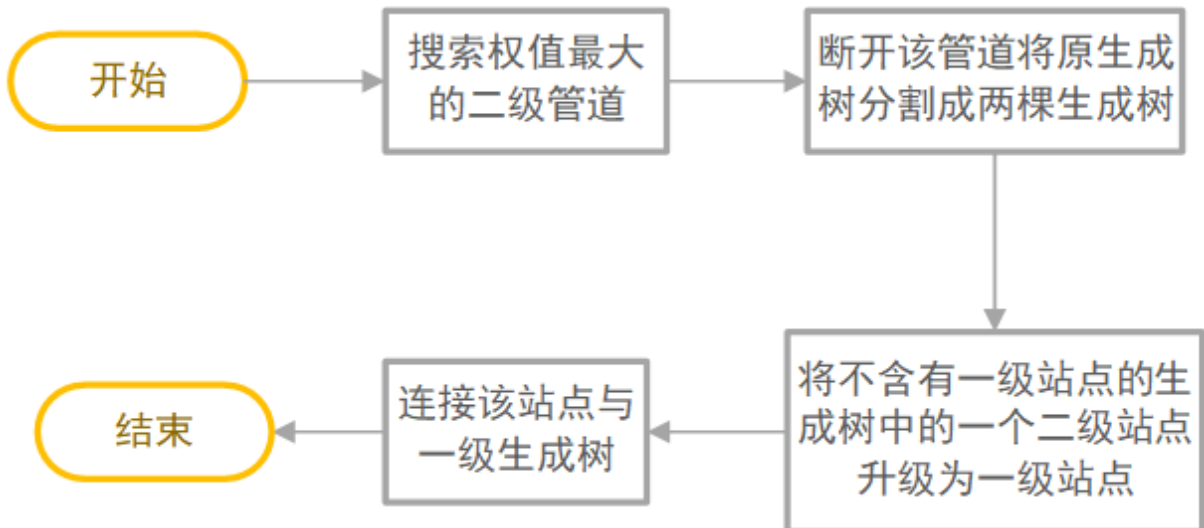 开始
搜索权值最大
的二级管道
断开该管道将原生成
树分割成两棵生成树
将不含有一级站点的生
成树中的一个二级站点
升级为一级站点
连接该站点与
一级生成树
结束